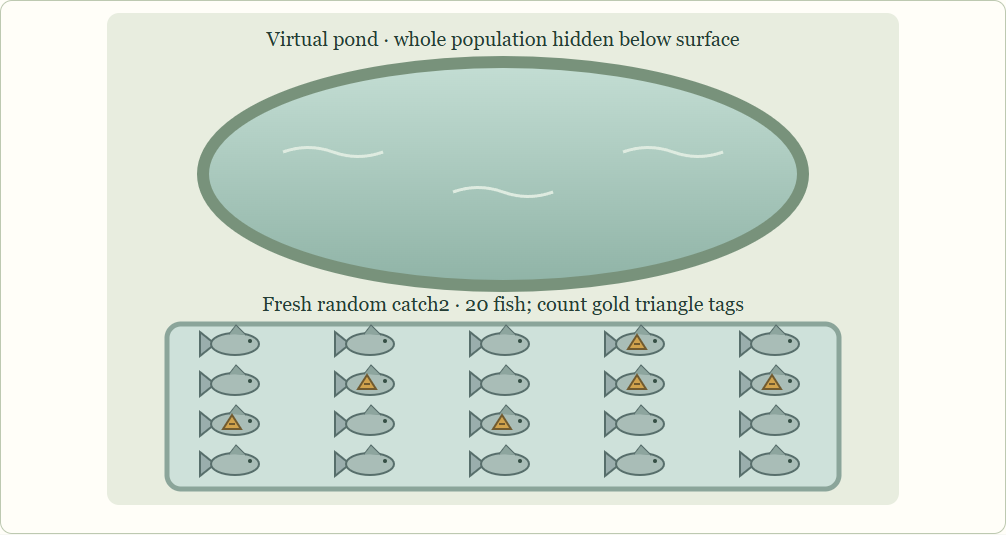 Virtual pond · whole population hidden below surface
Fresh random catch2 · 20 fish; count gold triangle tags